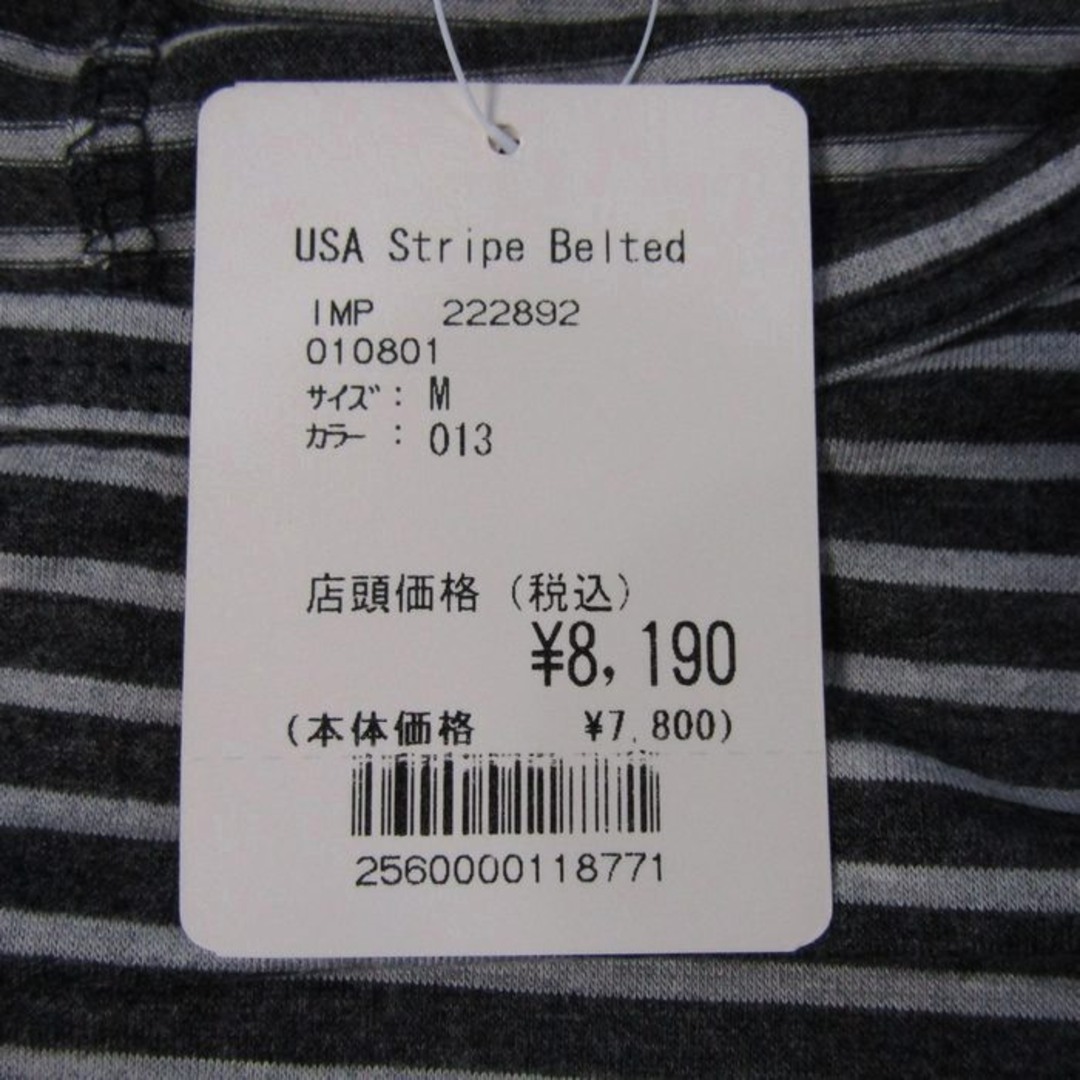 USA Stripe Belted
IMP 222892
010801
サイズ: M
カラー: 013
店頭価格 (税込)
¥8,190
(本体価格 ¥7,800)
2560000118771